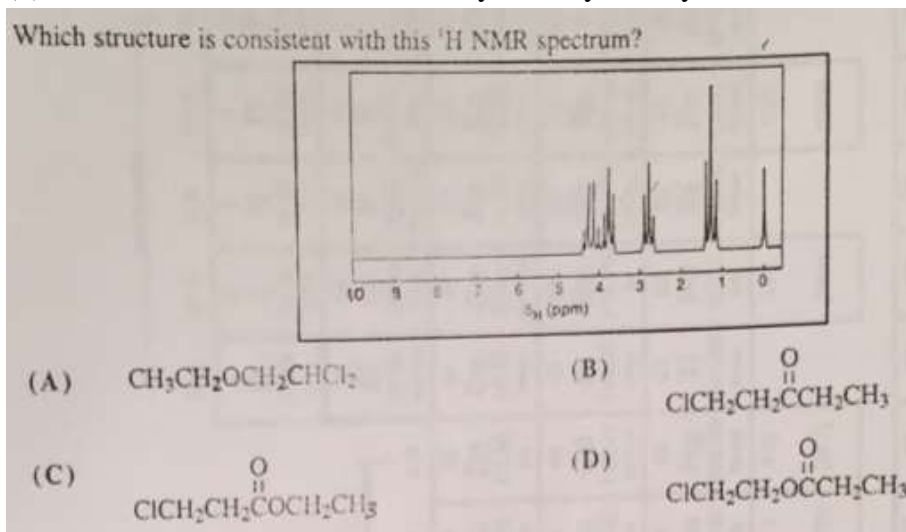 Which structure is consistent with this ¹H NMR spectrum?
10 9 8 7 6 5 4 3 2 1 0
δH (ppm)
(A) CH₃CH₂OCH₂CHCl₂
(B) O
ClCH₂CH₂CCH₂CH₃
(C) O
ClCH₂CH₂COCH₂CH₃
(D) O
ClCH₂CH₂OCCH₂CH₃